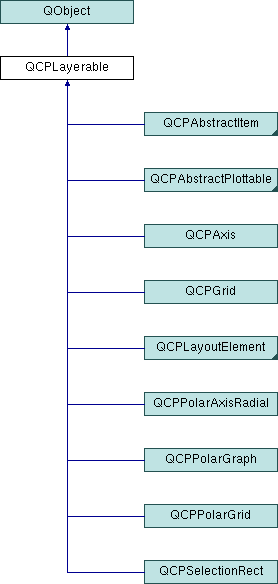 QObject
QCPLayerable
QCPAbstractItem
QCPAbstractPlottable
QCPAxis
QCPGrid
QCPLayoutElement
QCPPolarAxisRadial
QCPPolarGraph
QCPPolarGrid
QCPSelectionRect